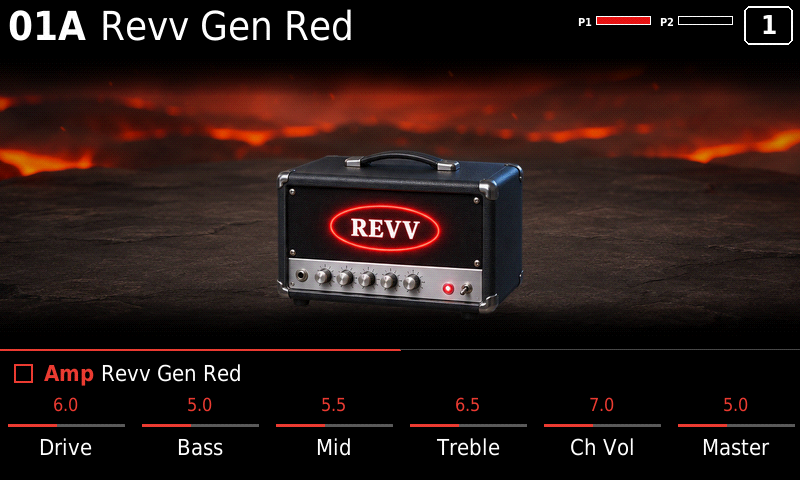 01A Revv Gen Red P1 P2 1
REVV
Amp Revv Gen Red
6.0 5.0 5.5 6.5 7.0 5.0
Drive Bass Mid Treble Ch Vol Master